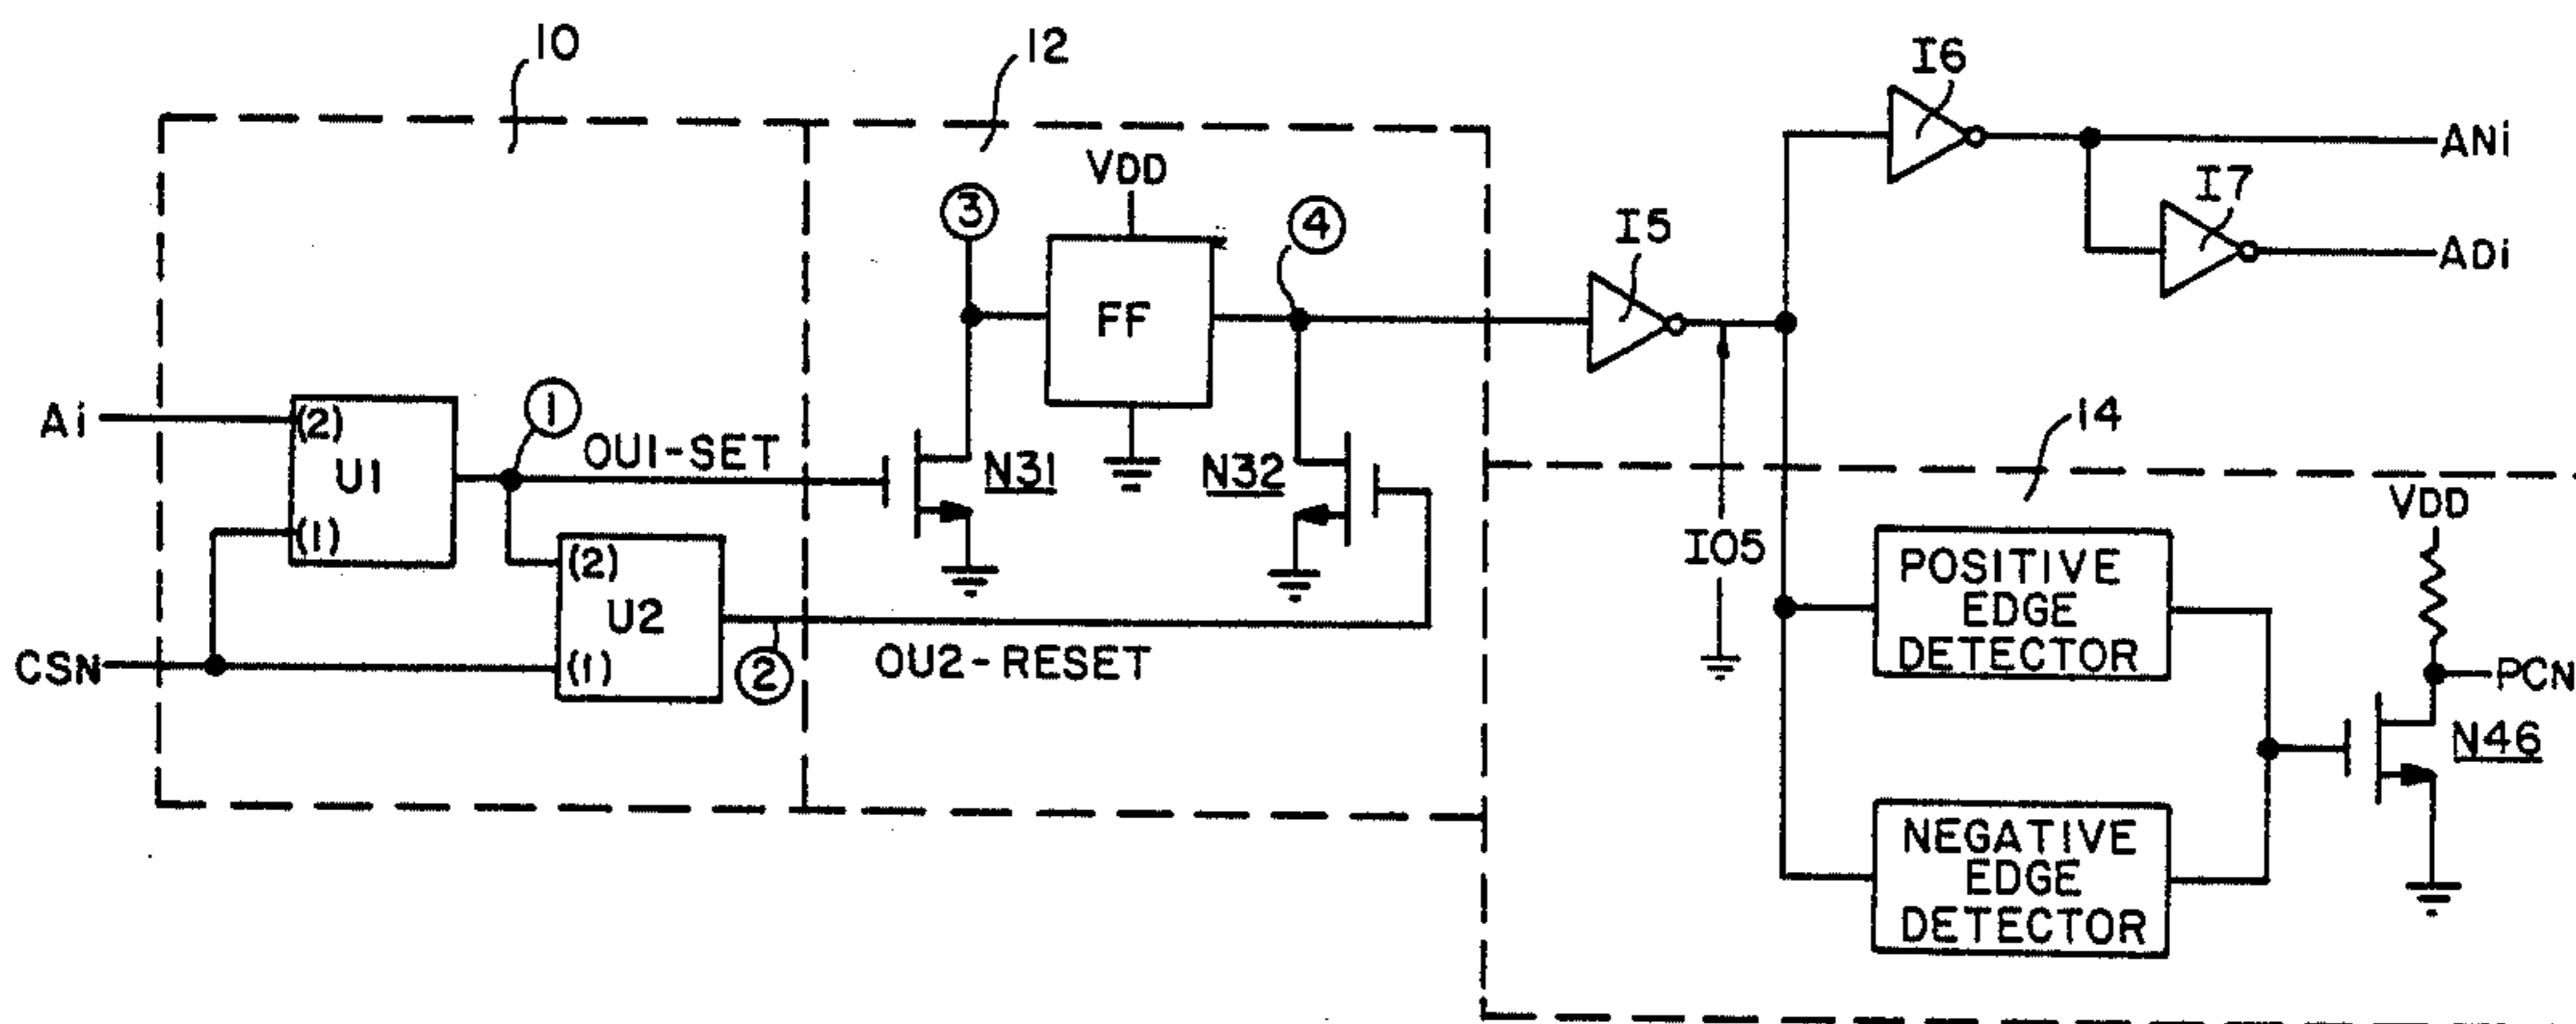 10
12
I6
ANi
VDD
3
4
I7
I5
ADi
FF
14
Ai
(2)
1
OU1-SET
U1
N31
N32
VDD
(1)
(2)
IO5
POSITIVE
EDGE
DETECTOR
U2
CSN
(1)
2
OU2-RESET
PCN
N46
NEGATIVE
EDGE
DETECTOR